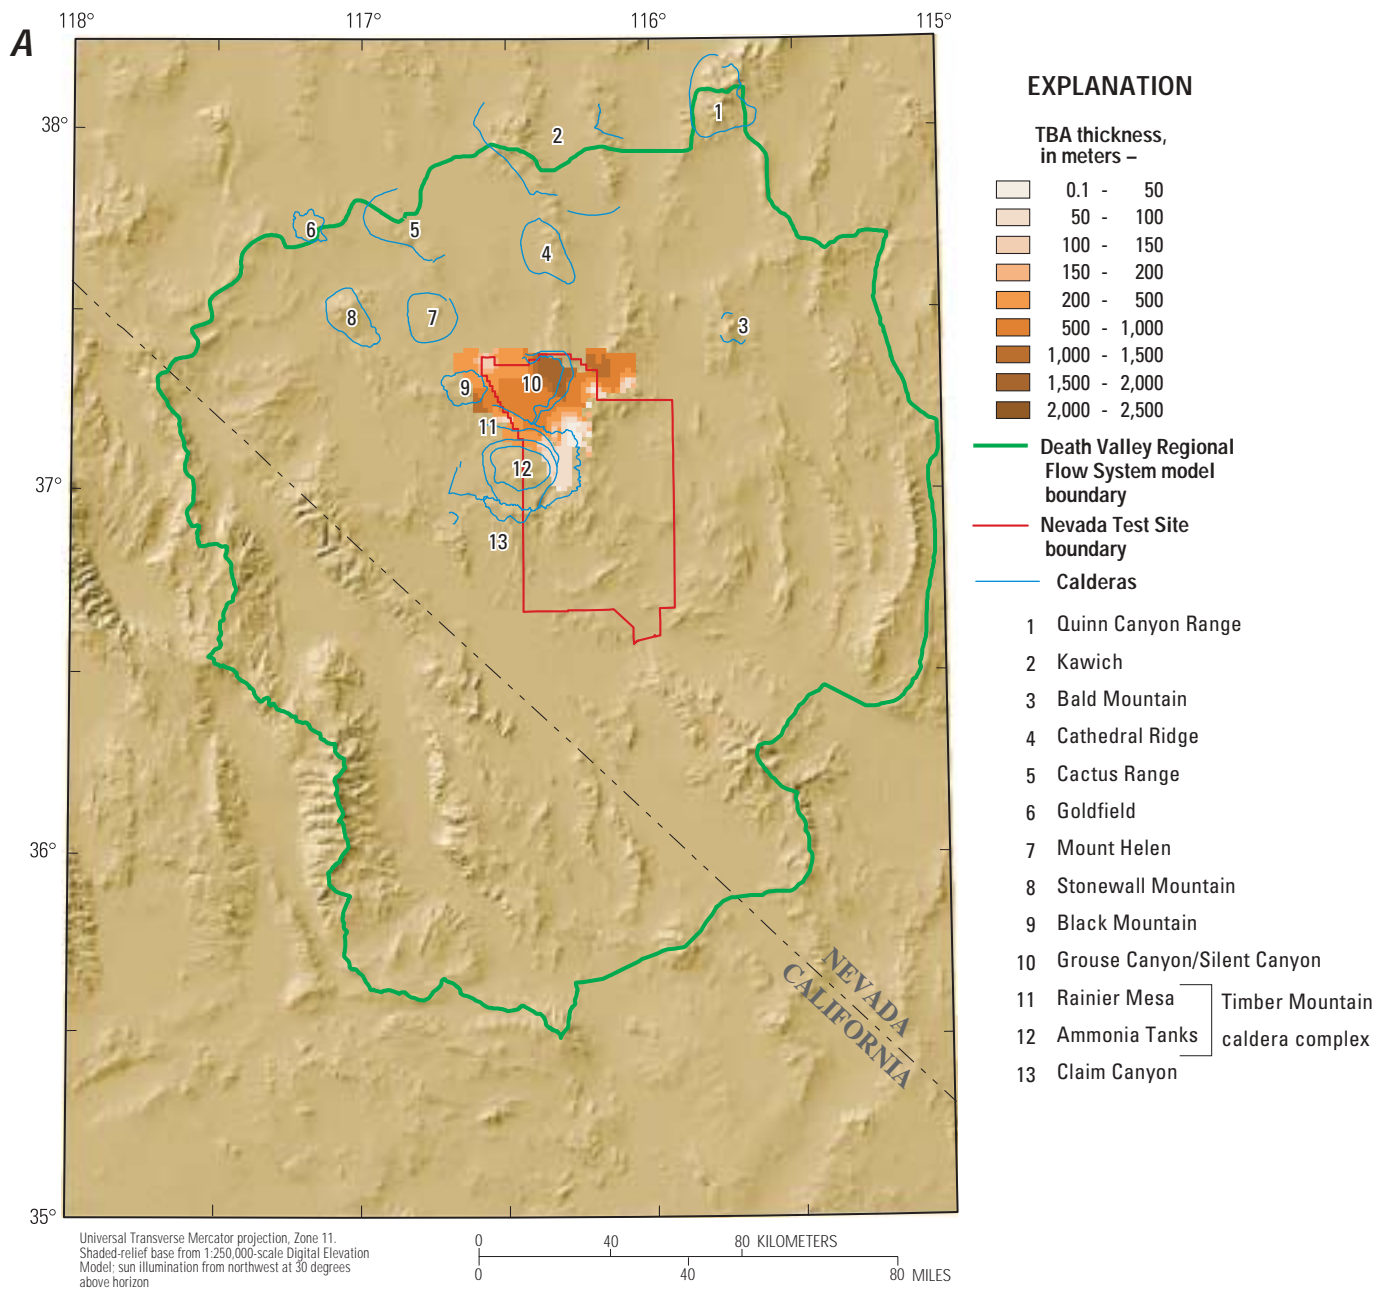 A
118°
117°
116°
115°
38°
37°
36°
35°
1
2
3
4
5
6
7
8
9
10
11
12
13
NEVADA
CALIFORNIA
EXPLANATION
TBA thickness,
in meters –
0.1 - 50
50 - 100
100 - 150
150 - 200
200 - 500
500 - 1,000
1,000 - 1,500
1,500 - 2,000
2,000 - 2,500
Death Valley Regional
Flow System model
boundary
Nevada Test Site
boundary
Calderas
1 Quinn Canyon Range
2 Kawich
3 Bald Mountain
4 Cathedral Ridge
5 Cactus Range
6 Goldfield
7 Mount Helen
8 Stonewall Mountain
9 Black Mountain
10 Grouse Canyon/Silent Canyon
11 Rainier Mesa
12 Ammonia Tanks
Timber Mountain
caldera complex
13 Claim Canyon
Universal Transverse Mercator projection, Zone 11.
Shaded-relief base from 1:250,000-scale Digital Elevation
Model; sun illumination from northwest at 30 degrees
above horizon
0 40 80 KILOMETERS
0 40 80 MILES